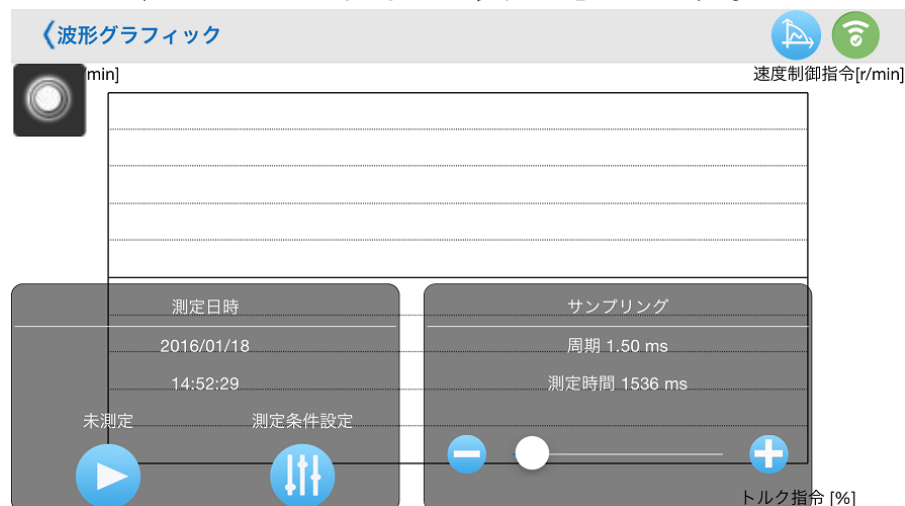 波形グラフィック
min]
速度制御指令[r/min]
測定日時
2016/01/18
14:52:29
未測定
測定条件設定
サンプリング
周期 1.50 ms
測定時間 1536 ms
トルク指令 [%]